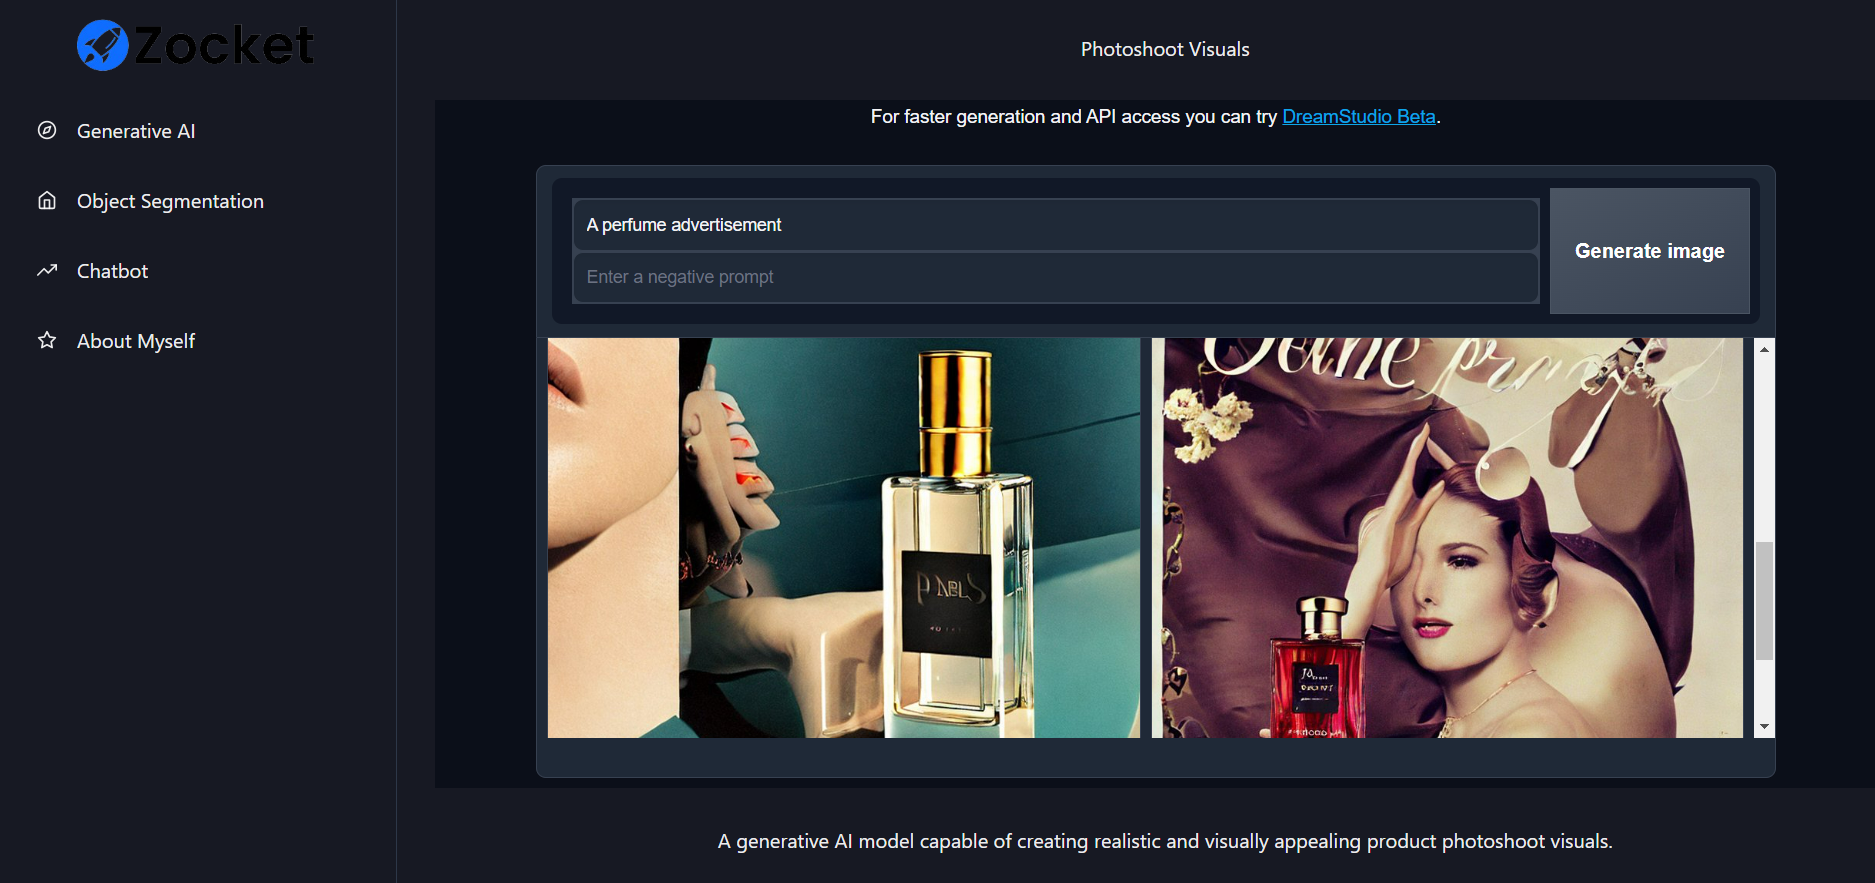 Zocket
Generative AI
Object Segmentation
Chatbot
About Myself
Photoshoot Visuals
For faster generation and API access you can try DreamStudio Beta.
A perfume advertisement
Enter a negative prompt
Generate image
A generative AI model capable of creating realistic and visually appealing product photoshoot visuals.